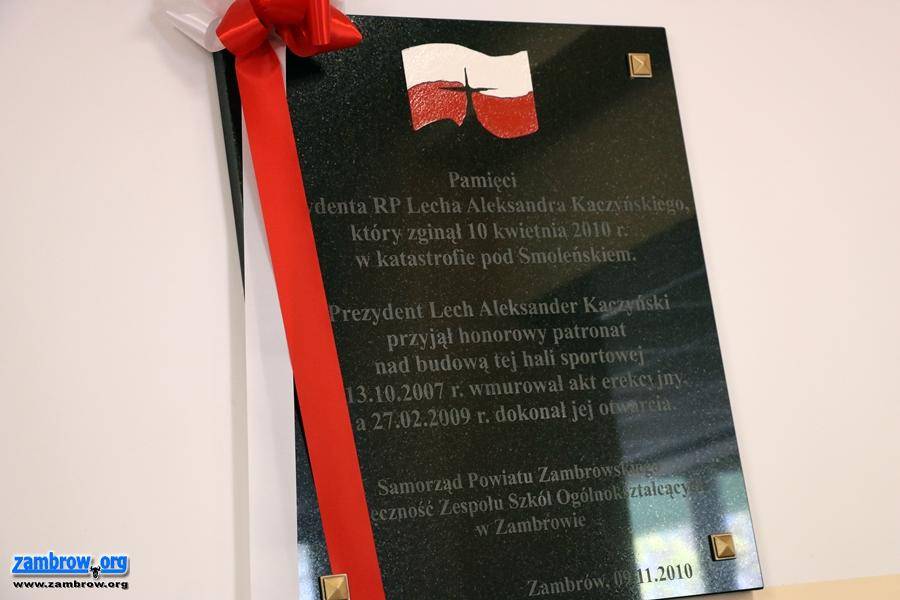 Pamięci
ydenta RP Lecha Aleksandra Kaczyńskiego,
który zginął 10 kwietnia 2010 r.
w katastrofie pod Smoleńskiem.
Prezydent Lech Aleksander Kaczyński
przyjął honorowy patronat
nad budową tej hali sportowej
13.10.2007 r. wmurował akt erekcyjny,
a 27.02.2009 r. dokonał jej otwarcia.
Samorząd Powiatu Zambrowskiego
eczność Zespołu Szkół Ogólnokształcący
w Zambrowie
Zambrów, 09.11.2010
zambrow.org
www.zambrow.org